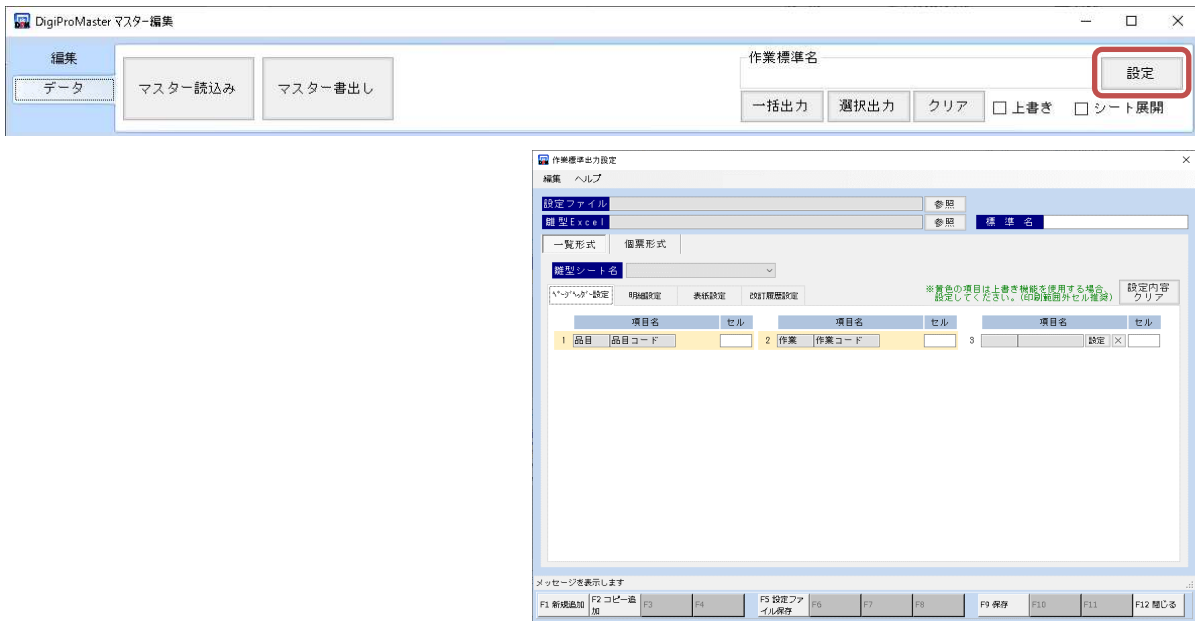 DigiProMaster マスター編集
編集
データ
マスター読込み
マスター書出し
作業標準名
設定
一括出力
選択出力
クリア
上書き
シート展開
作業標準出力設定
編集 ヘルプ
設定ファイル 参照
雛型Excel 参照 標 準 名
一覧形式 個票形式
雛型シート名
ﾍﾟｰｼﾞﾍｯﾀﾞｰ設定 明細設定 表紙設定 改訂履歴設定
※黄色の項目は上書き機能を使用する場合、
設定してください。(印刷範囲外セル推奨)
設定内容
クリア
項目名 セル 項目名 セル 項目名 セル
1 品目 品目コード 2 作業 作業コード 3 設定 ×
メッセージを表示します
F1 新規追加 F2 コピー追加 F3 F4 F5 設定ファイル保存 F6 F7 F8 F9 保存 F10 F11 F12 閉じる